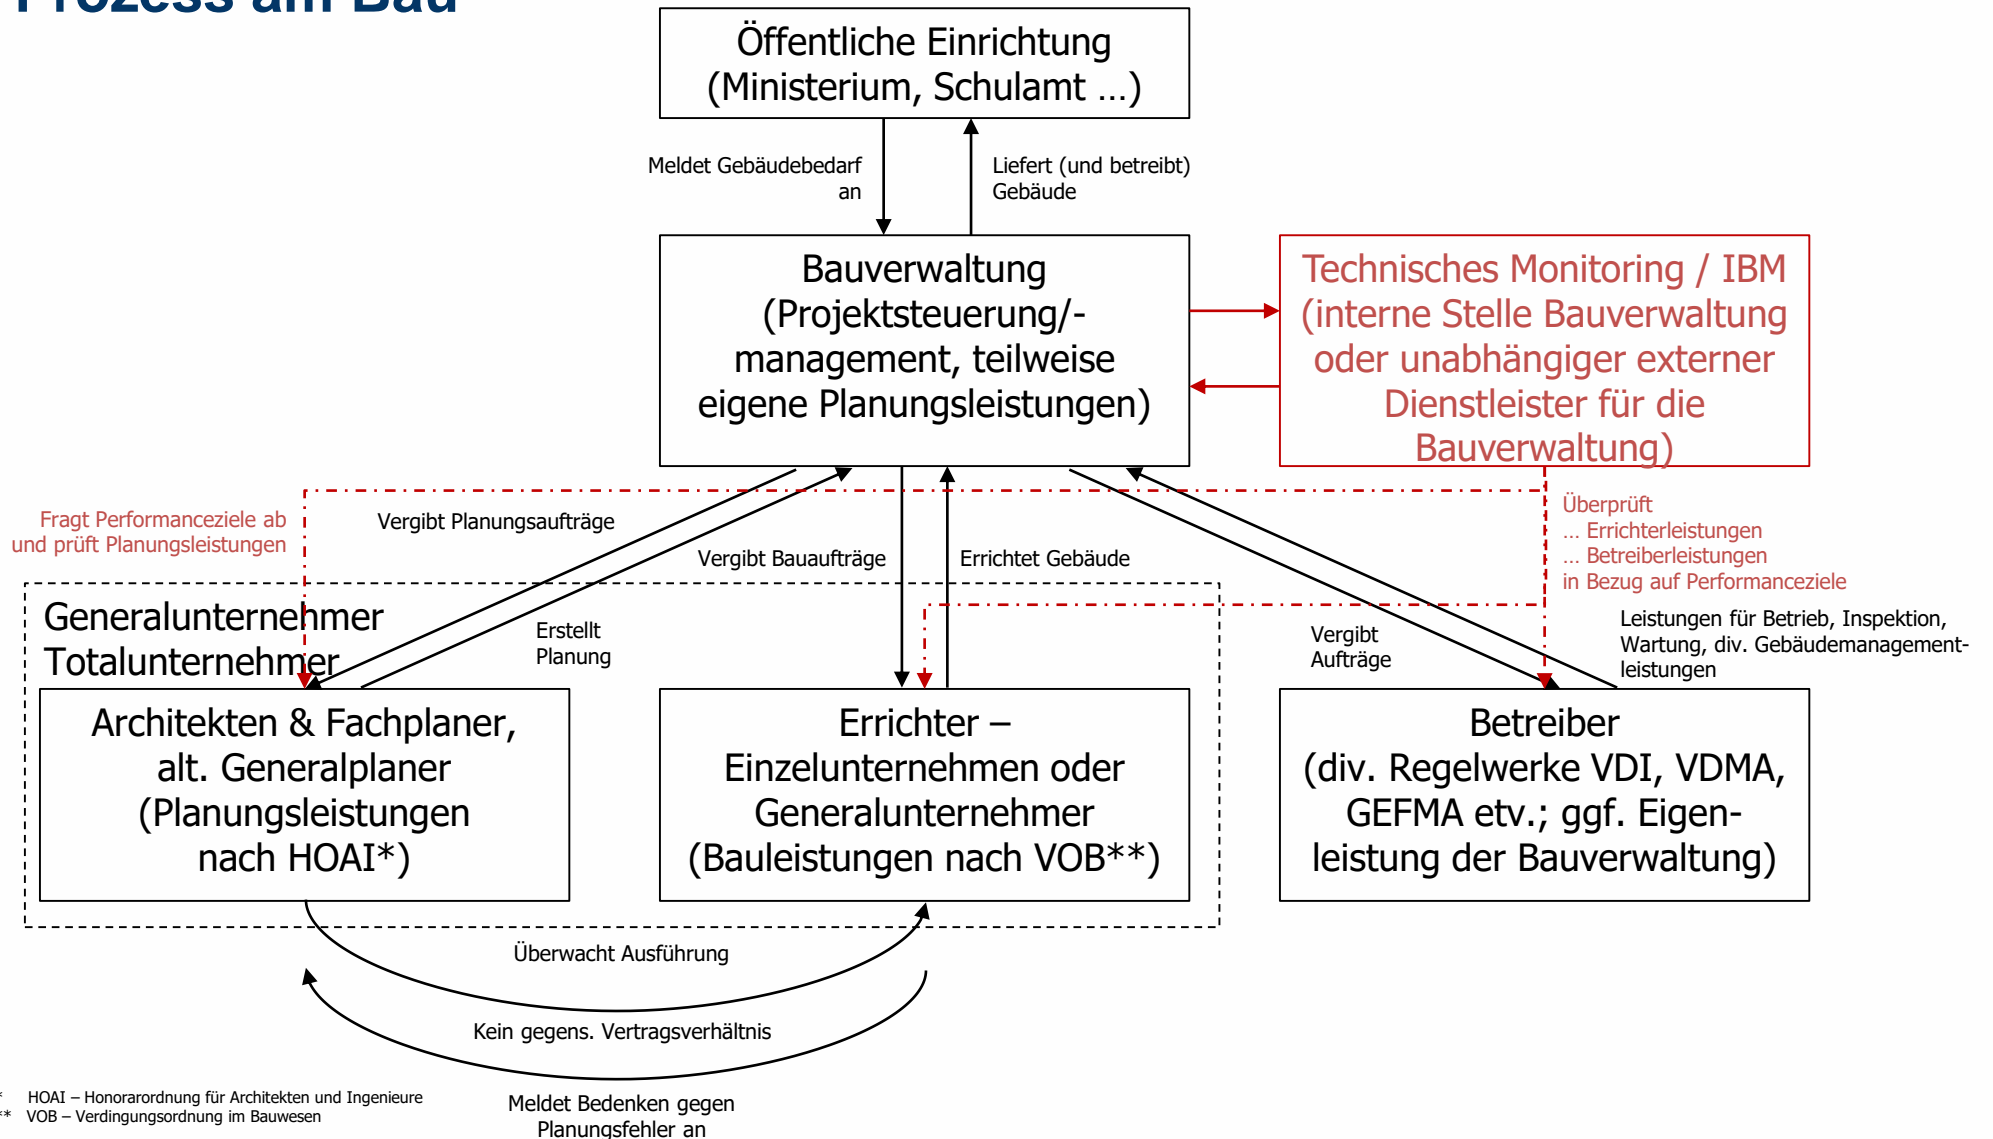 Prozess am Bau
Öffentliche Einrichtung
(Ministerium, Schulamt ...)
Meldet Gebäudebedarf
an
Liefert (und betreibt)
Gebäude
Bauverwaltung
(Projektsteuerung/-
management, teilweise
eigene Planungsleistungen)
Technisches Monitoring / IBM
(interne Stelle Bauverwaltung
oder unabhängiger externer
Dienstleister für die
Bauverwaltung)
Fragt Performanceziele ab
und prüft Planungsleistungen
Vergibt Planungsaufträge
Vergibt Bauaufträge
Errichtet Gebäude
Überprüft
... Errichterleistungen
... Betreiberleistungen
in Bezug auf Performanceziele
Generalunternehmer
Totalunternehmer
Erstellt
Planung
Vergibt
Aufträge
Leistungen für Betrieb, Inspektion,
Wartung, div. Gebäudemanagement-
leistungen
Architekten & Fachplaner,
alt. Generalplaner
(Planungsleistungen
nach HOAI*)
Errichter –
Einzelunternehmen oder
Generalunternehmer
(Bauleistungen nach VOB**)
Betreiber
(div. Regelwerke VDI, VDMA,
GEFMA etv.; ggf. Eigen-
leistung der Bauverwaltung)
Überwacht Ausführung
Kein gegens. Vertragsverhältnis
Meldet Bedenken gegen
Planungsfehler an
* HOAI – Honorarordnung für Architekten und Ingenieure
** VOB – Verdingungsordnung im Bauwesen